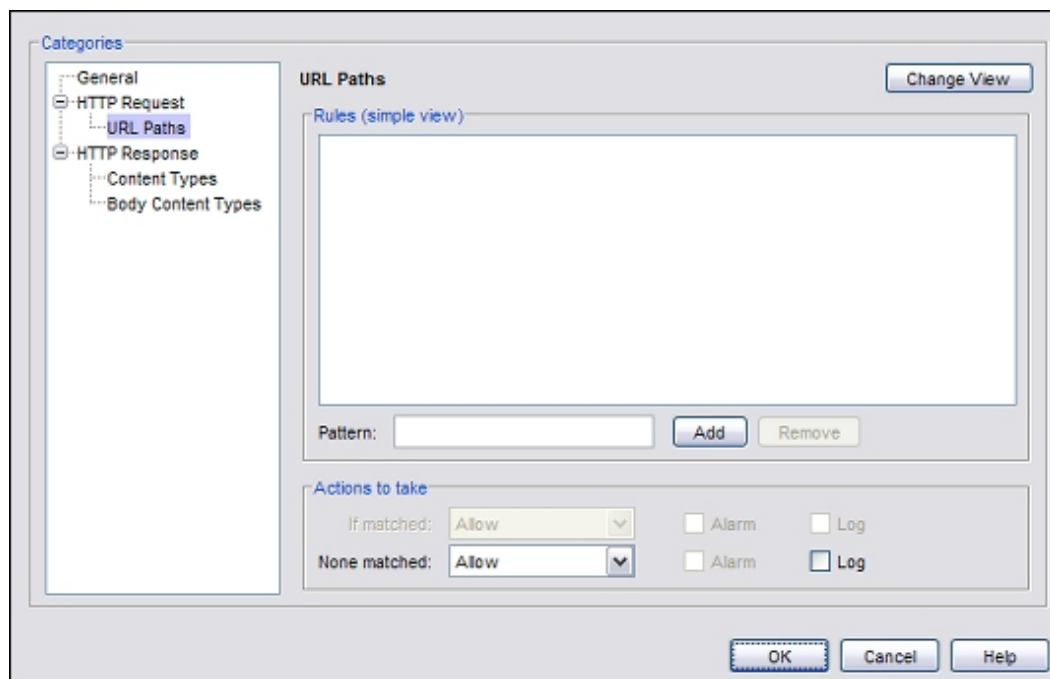 Categories
General
HTTP Request
URL Paths
HTTP Response
Content Types
Body Content Types
URL Paths
Change View
Rules (simple view)
Pattern:
Add
Remove
Actions to take
If matched: Allow Alarm Log
None matched: Allow Alarm Log
OK Cancel Help